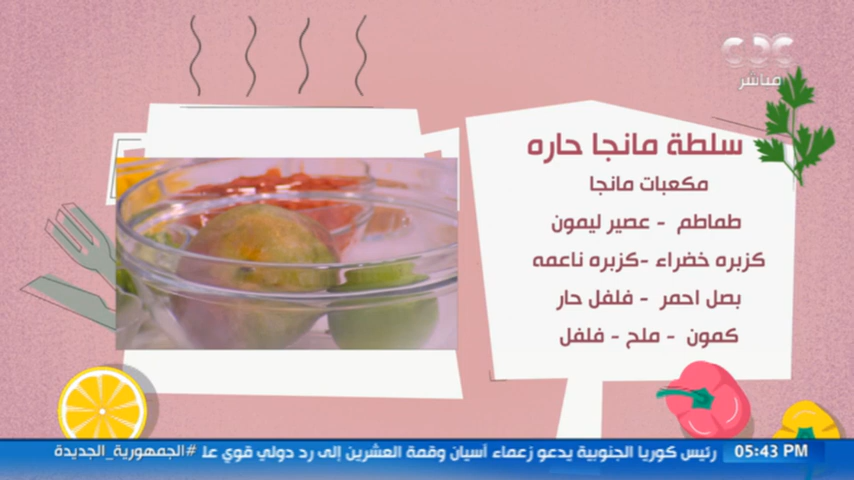 CBC
مباشر
سلطة مانجا حاره
مكعبات مانجا
طماطم - عصير ليمون
كزبره خضراء -كزبره ناعمه
بصل احمر - فلفل حار
كمون - ملح - فلفل
05:43 PM رئيس كوريا الجنوبية يدعو زعماء آسيان وقمة العشرين إلى رد دولي قوي علـ #الجمهورية_الجديدة